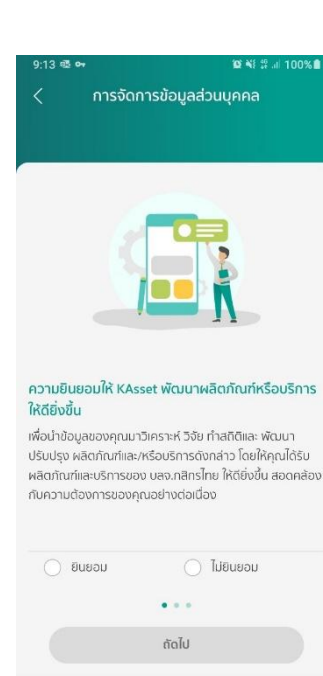 9:13
100%
การจัดการข้อมูลส่วนบุคคล
ความยินยอมให้ KAsset พัฒนาผลิตภัณฑ์หรือบริการ
ให้ดียิ่งขึ้น
เพื่อนำข้อมูลของคุณมาวิเคราะห์ วิจัย ทำสถิติและ พัฒนา
ปรับปรุง ผลิตภัณฑ์และ/หรือบริการดังกล่าว โดยให้คุณได้รับ
ผลิตภัณฑ์และบริการของ บลจ.กสิกรไทย ให้ดียิ่งขึ้น สอดคล้อง
กับความต้องการของคุณอย่างต่อเนื่อง
ยินยอม
ไม่ยินยอม
ถัดไป